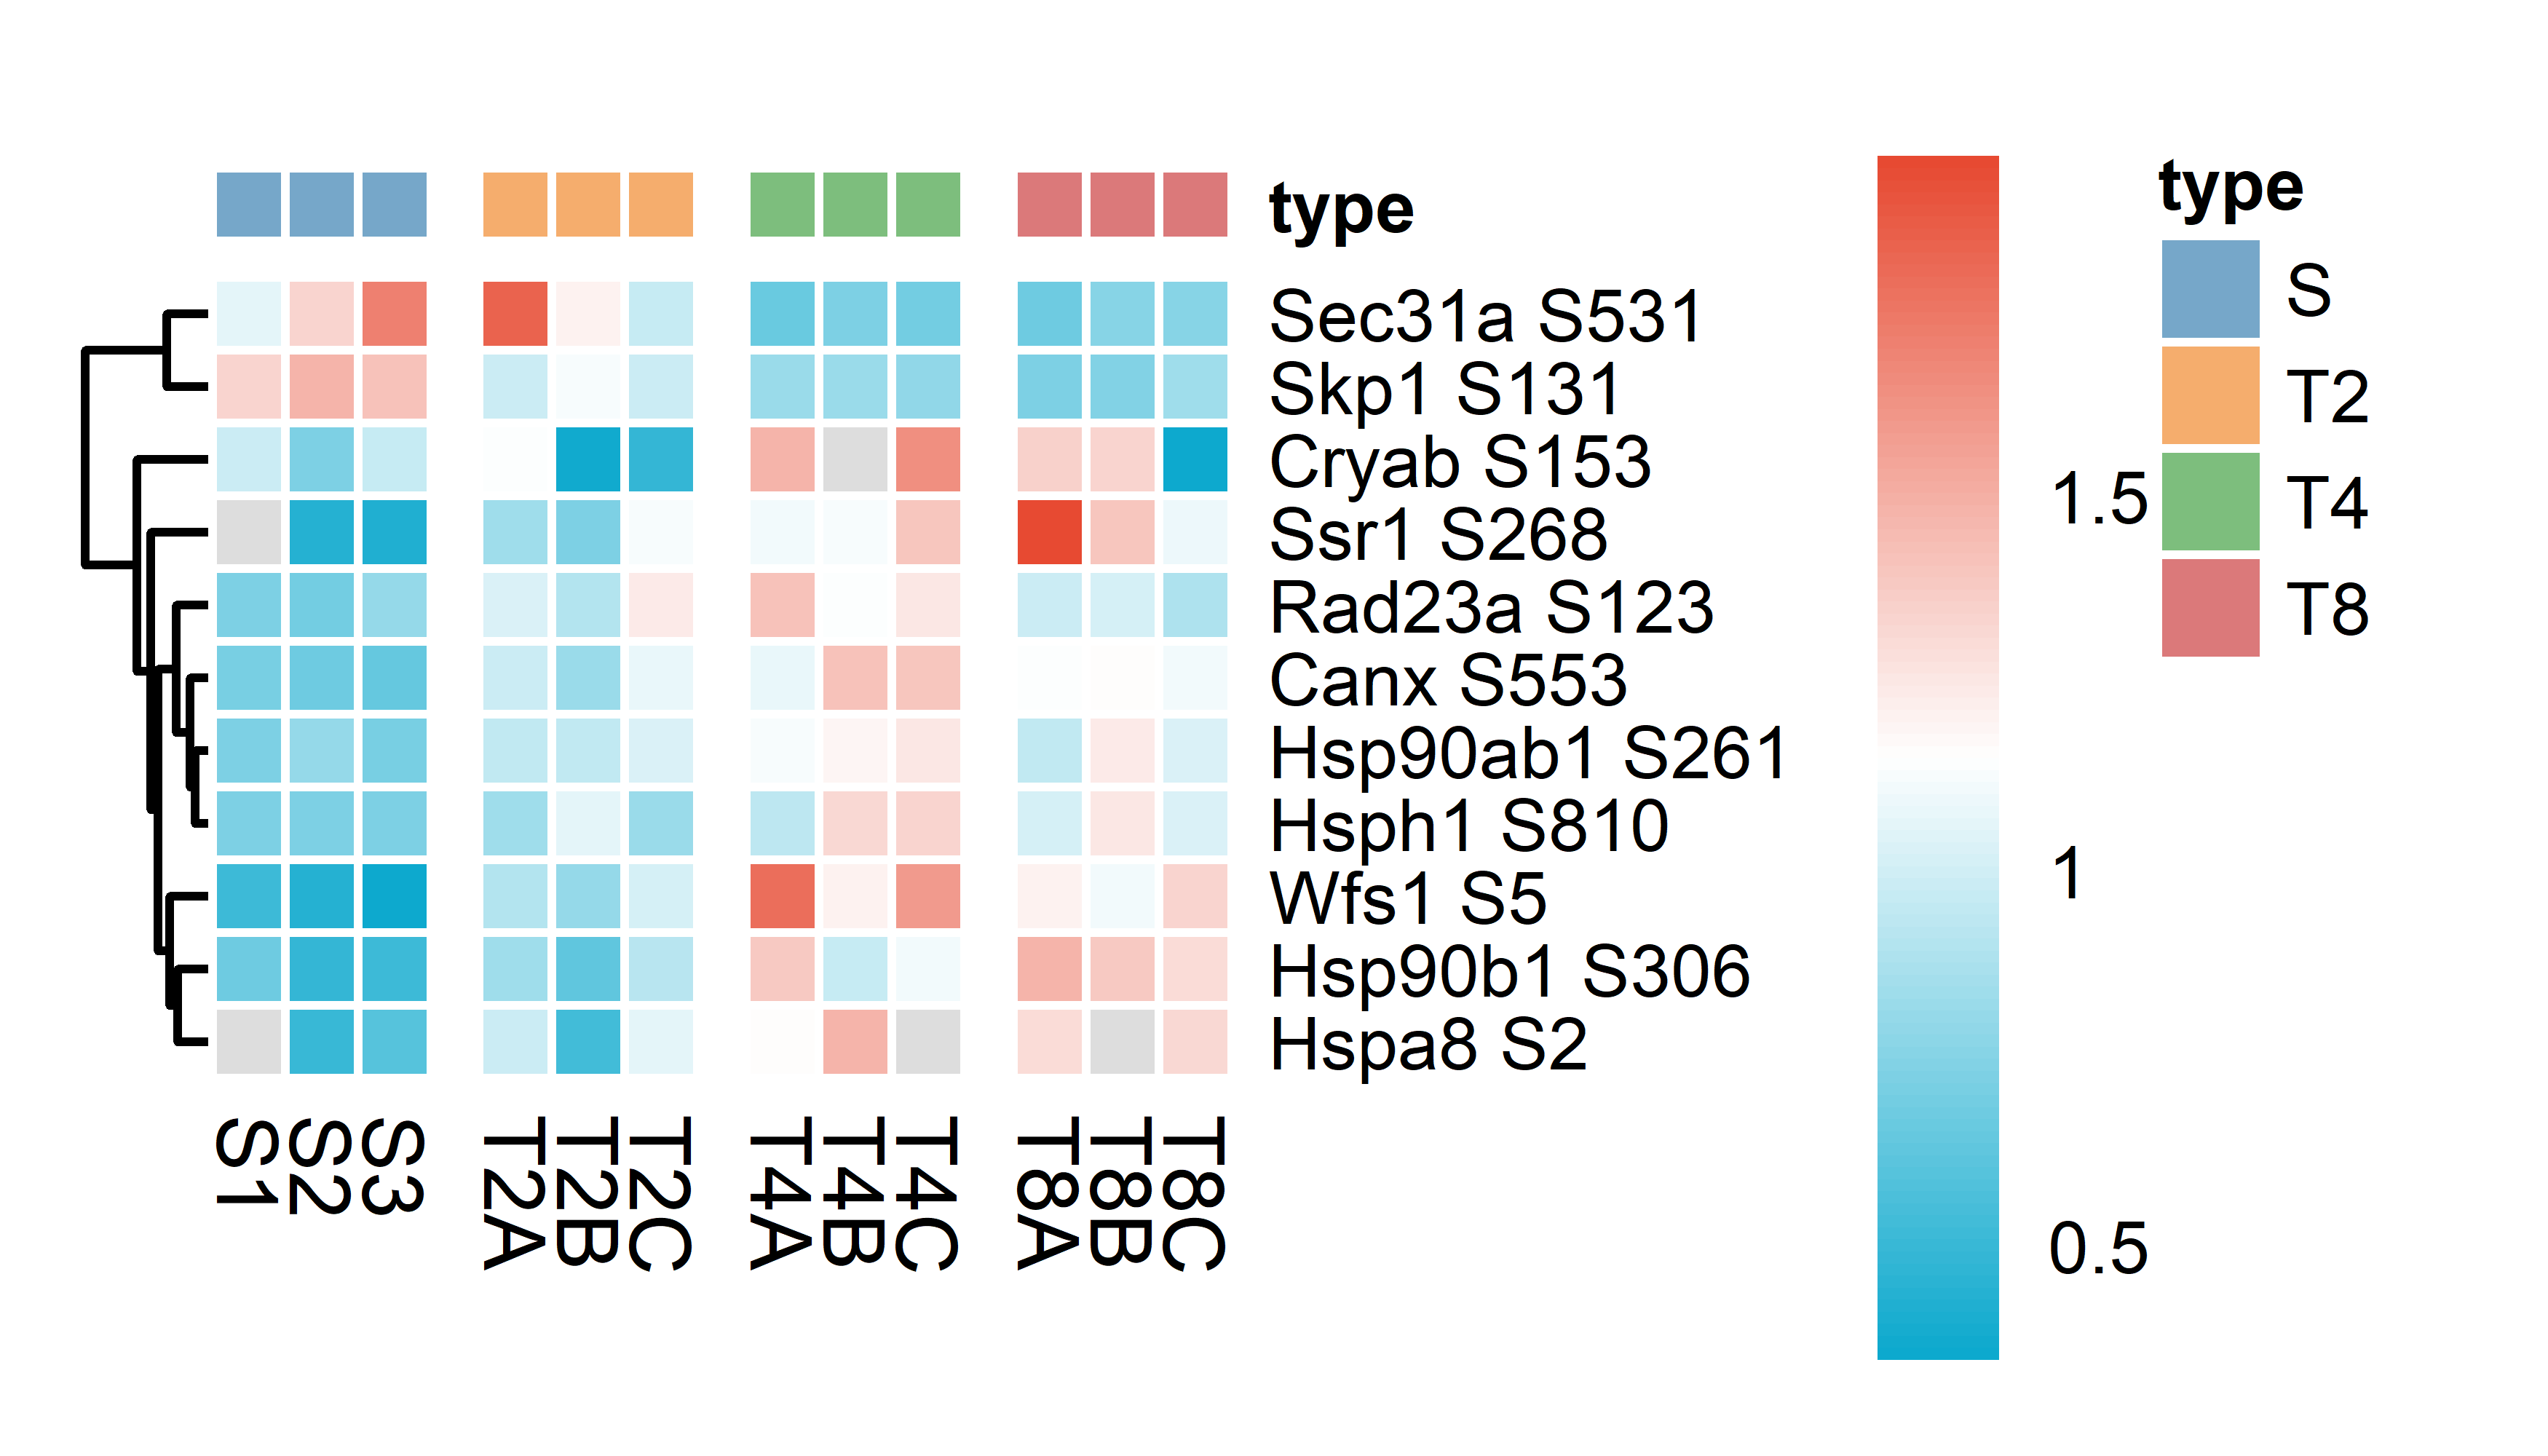 type
Sec31a S531
Skp1 S131
Cryab S153
Ssr1 S268
Rad23a S123
Canx S553
Hsp90ab1 S261
Hsph1 S810
Wfs1 S5
Hsp90b1 S306
Hspa8 S2
S1
S2
S3
T2A
T2B
T2C
T4A
T4B
T4C
T8A
T8B
T8C
1.5
1
0.5
type
S
T2
T4
T8